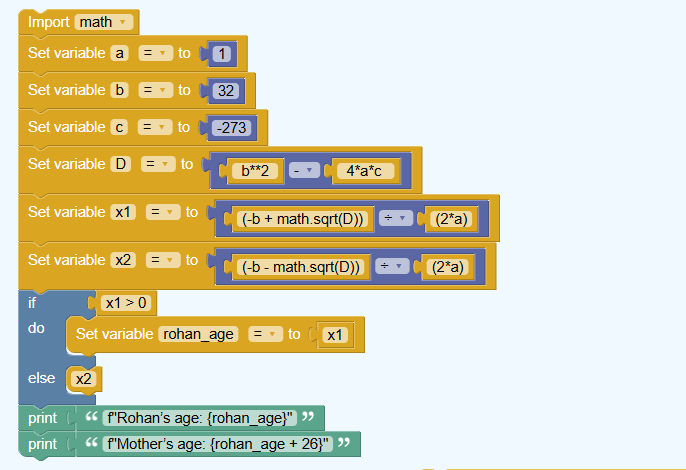 Import math
Set variable a = to 1
Set variable b = to 32
Set variable c = to -273
Set variable D = to b**2 - 4*a*c
Set variable x1 = to (-b + math.sqrt(D)) ÷ (2*a)
Set variable x2 = to (-b - math.sqrt(D)) ÷ (2*a)
if x1 > 0
do Set variable rohan_age = to x1
else x2
print “ f"Rohan’s age: {rohan_age}" ”
print “ f"Mother’s age: {rohan_age + 26}" ”